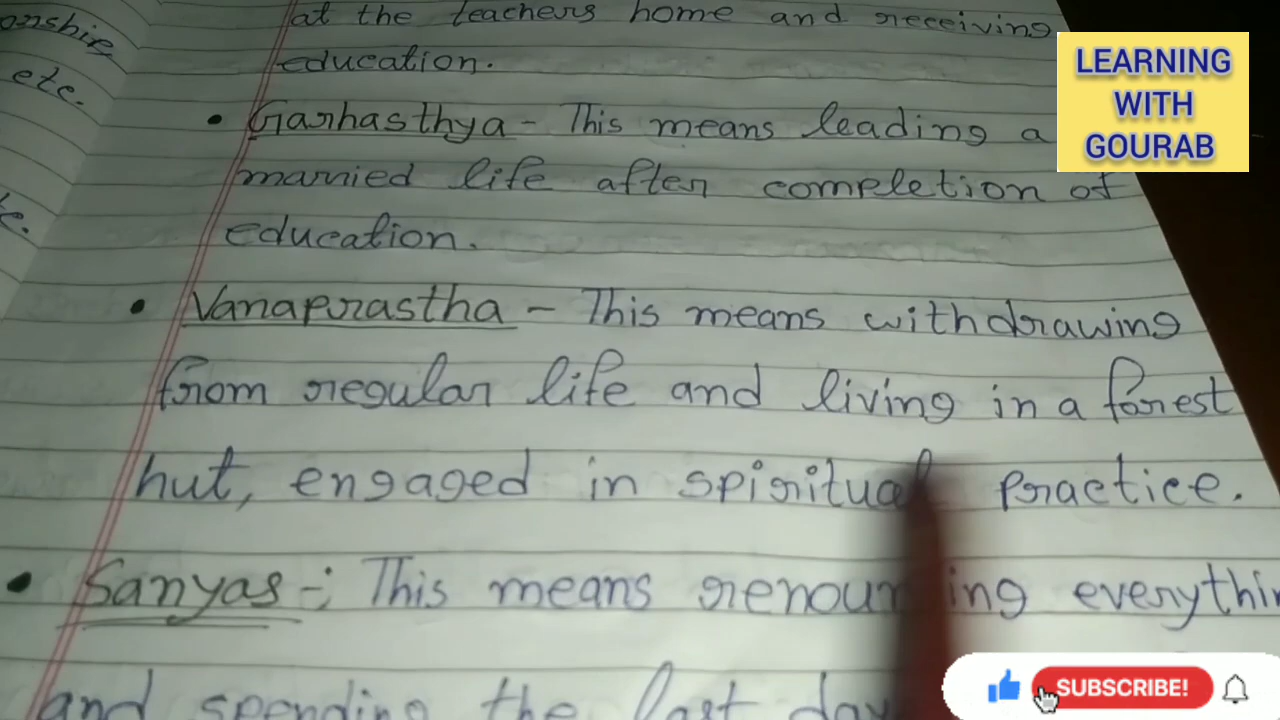 onship
etc.
at the teachers home and receiving
education.
• Garhasthya - This means leading a
married life after completion of
education.
• Vanaprastha - This means withdrawing
from regular life and living in a forest
hut, engaged in spiritual practice.
• Sanyas -: This means everythin
and spending the last day
LEARNING
WITH
GOURAB
SUBSCRIBE!